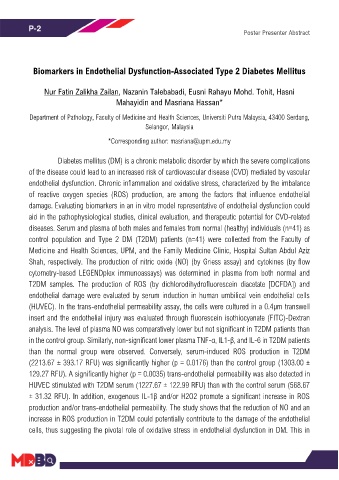 P-2
Poster Presenter Abstract
Biomarkers in Endothelial Dysfunction-Associated Type 2 Diabetes Mellitus
Nur Fatin Zalikha Zailan, Nazanin Talebabadi, Eusni Rahayu Mohd. Tohit, Hasni
Mahayidin and Masriana Hassan*
Department of Pathology, Faculty of Medicine and Health Sciences, Universiti Putra Malaysia, 43400 Serdang,
Selangor, Malaysia
*Corresponding author: masriana@upm.edu.my
Diabetes mellitus (DM) is a chronic metabolic disorder by which the severe complications
of the disease could lead to an increased risk of cardiovascular disease (CVD) mediated by vascular
endothelial dysfunction. Chronic inflammation and oxidative stress, characterized by the imbalance
of reactive oxygen species (ROS) production, are among the factors that influence endothelial
damage. Evaluating biomarkers in an in vitro model representative of endothelial dysfunction could
aid in the pathophysiological studies, clinical evaluation, and therapeutic potential for CVD-related
diseases. Serum and plasma of both males and females from normal (healthy) individuals (n=41) as
control population and Type 2 DM (T2DM) patients (n=41) were collected from the Faculty of
Medicine and Health Sciences, UPM, and the Family Medicine Clinic, Hospital Sultan Abdul Aziz
Shah, respectively. The production of nitric oxide (NO) (by Griess assay) and cytokines (by flow
cytometry-based LEGENDplex immunoassays) was determined in plasma from both normal and
T2DM samples. The production of ROS (by dichlorodihydrofluorescein diacetate [DCFDA]) and
endothelial damage were evaluated by serum induction in human umbilical vein endothelial cells
(HUVEC). In the trans-endothelial permeability assay, the cells were cultured in a 0.4μm transwell
insert and the endothelial injury was evaluated through fluorescein isothiocyanate (FITC)-Dextran
analysis. The level of plasma NO was comparatively lower but not significant in T2DM patients than
in the control group. Similarly, non-significant lower plasma TNF-α, IL1-β, and IL-6 in T2DM patients
than the normal group were observed. Conversely, serum-induced ROS production in T2DM
(2213.67 ± 393.17 RFU) was significantly higher (p = 0.0176) than the control group (1303.00 ±
129.27 RFU). A significantly higher (p = 0.0035) trans-endothelial permeability was also detected in
HUVEC stimulated with T2DM serum (1227.67 ± 122.99 RFU) than with the control serum (568.67
± 31.32 RFU). In addition, exogenous IL-1β and/or H2O2 promote a significant increase in ROS
production and/or trans-endothelial permeability. The study shows that the reduction of NO and an
increase in ROS production in T2DM could potentially contribute to the damage of the endothelial
cells, thus suggesting the pivotal role of oxidative stress in endothelial dysfunction in DM. This in